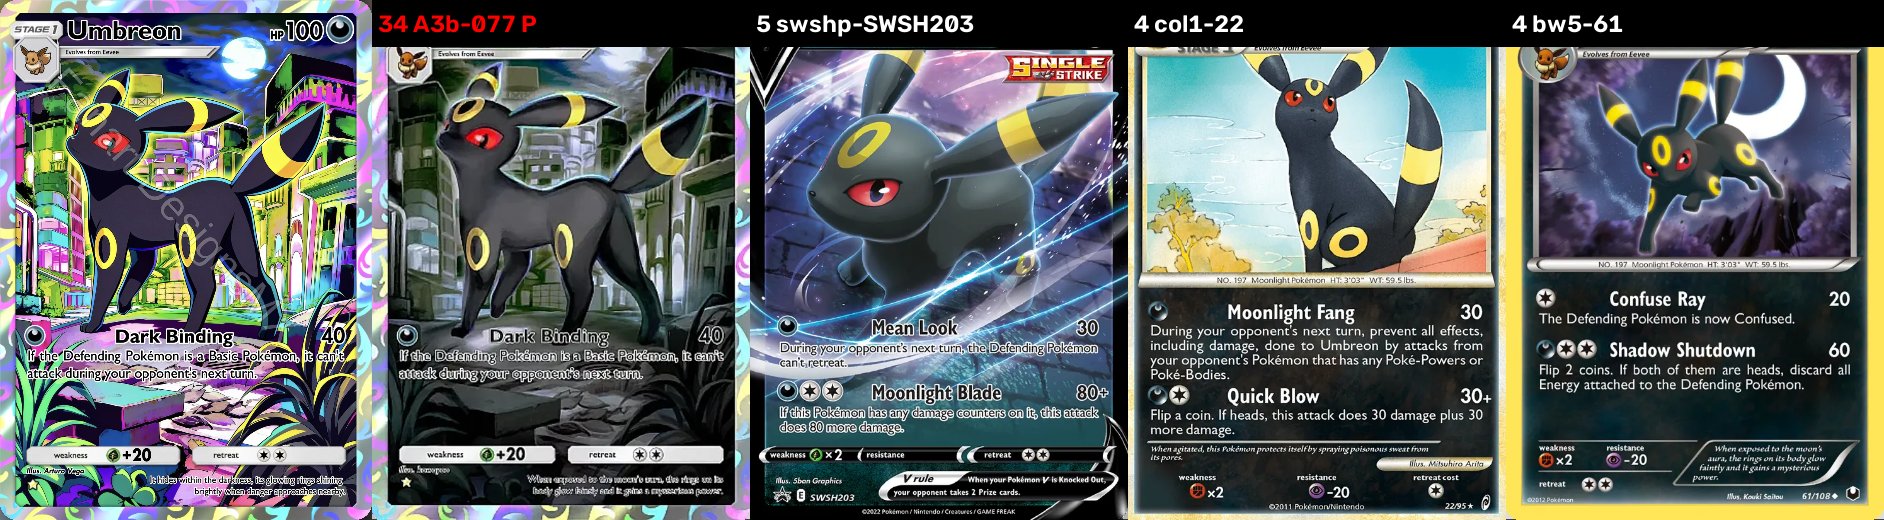 STAGE 1 Umbreon HP 100
Evolves from Eevee
TeamDesigns
Dark Binding 40
If the Defending Pokémon is a Basic Pokémon, it can't
attack during your opponent's next turn.
weakness +20 retreat
Illus. Arturo Vega
It hides within the darkness, its glowing rings shining
brightly when danger approaches nearby.
34 A3b-077 P
Evolves from Eevee
Dark Binding 40
If the Defending Pokémon is a Basic Pokémon, it can't
attack during your opponent's next turn.
weakness +20 retreat
When exposed to the moon's aura, the rings on its
body glow faintly and it gains a mysterious power.
5 swshp-SWSH203
SINGLE
STRIKE
Mean Look 30
During your opponent's next turn, the Defending Pokémon
can't retreat.
Moonlight Blade 80+
If this Pokémon has any damage counters on it, this attack
does 80 more damage.
weakness ×2 resistance retreat
Illus. 5ban Graphics
V rule When your Pokémon V is Knocked Out,
your opponent takes 2 Prize cards.
E SWSH203
©2022 Pokémon / Nintendo / Creatures / GAME FREAK
4 col1-22
STAGE 1 Evolves from Eevee
NO. 197 Moonlight Pokémon HT: 3'03" WT: 59.5 lbs.
Moonlight Fang 30
During your opponent's next turn, prevent all effects,
including damage, done to Umbreon by attacks from
your opponent's Pokémon that has any Poké-Powers or
Poké-Bodies.
Quick Blow 30+
Flip a coin. If heads, this attack does 30 damage plus 30
more damage.
When agitated, this Pokémon protects itself by spraying poisonous sweat from
its pores.
Illus. Mitsuhiro Arita
weakness resistance retreat cost
×2 -20
©2011 Pokémon/Nintendo 22/95
4 bw5-61
Evolves from Eevee
NO. 197 Moonlight Pokémon HT: 3'03" WT: 59.5 lbs.
Confuse Ray 20
The Defending Pokémon is now Confused.
Shadow Shutdown 60
Flip 2 coins. If both of them are heads, discard all
Energy attached to the Defending Pokémon.
weakness resistance
×2 -20
retreat
When exposed to the moon's
aura, the rings on its body glow
faintly and it gains a mysterious
power.
©2012 Pokémon Illus. Kouki Saitou 61/108